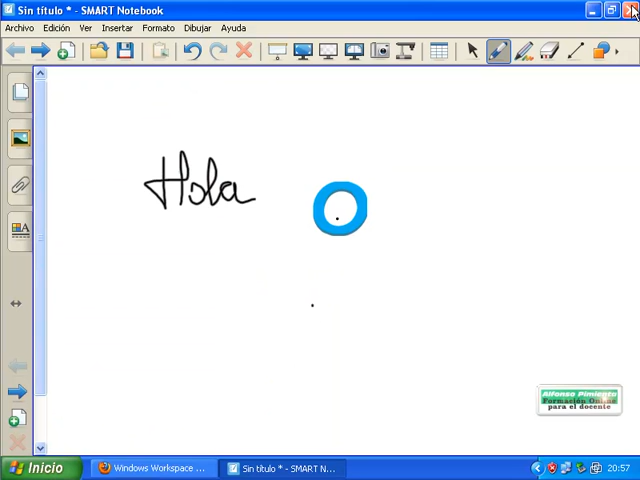 Sin título * - SMART Notebook
Archivo Edición Ver Insertar Formato Dibujar Ayuda
Hola
Alfonso Pimiento
Formación Online
para el docente
Inicio Windows Workspace ... Sin título * - SMART N... 20:57